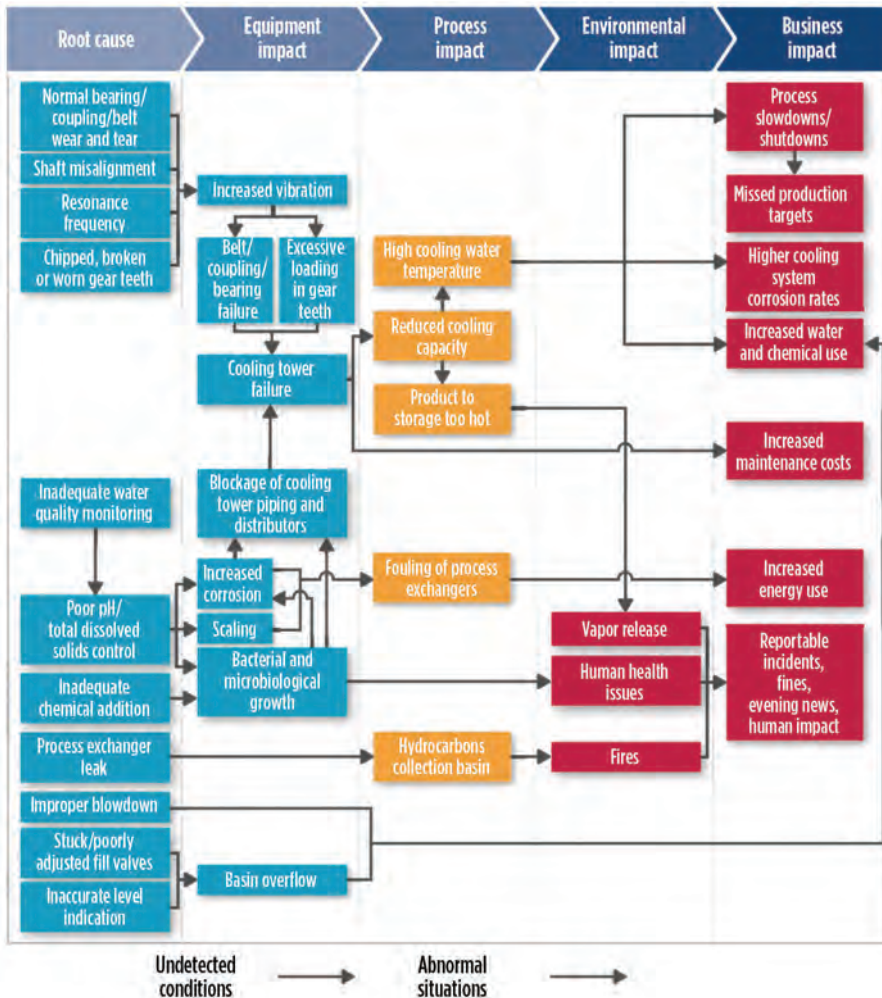 Root cause
Equipment
impact
Process
impact
Environmental
impact
Business
impact
Normal bearing/
coupling/belt
wear and tear
Shaft misalignment
Resonance
frequency
Chipped, broken
or worn gear teeth
Increased vibration
Belt/
coupling/
bearing
failure
Excessive
loading
in gear
teeth
Cooling tower
failure
High cooling water
temperature
Reduced cooling
capacity
Product to
storage too hot
Process
slowdowns/
shutdowns
Missed production
targets
Higher cooling
system
corrosion rates
Increased water
and chemical use
Increased
maintenance costs
Inadequate water
quality monitoring
Blockage of cooling
tower piping and
distributors
Poor pH/
total dissolved
solids control
Increased
corrosion
Scaling
Bacterial and
microbiological
growth
Fouling of process
exchangers
Increased
energy use
Vapor release
Human health
issues
Reportable
incidents,
fines,
evening news,
human impact
Inadequate
chemical addition
Process exchanger
leak
Hydrocarbons
collection basin
Fires
Improper blowdown
Stuck/poorly
adjusted fill valves
Inaccurate level
indication
Basin overflow
Undetected
conditions
Abnormal
situations